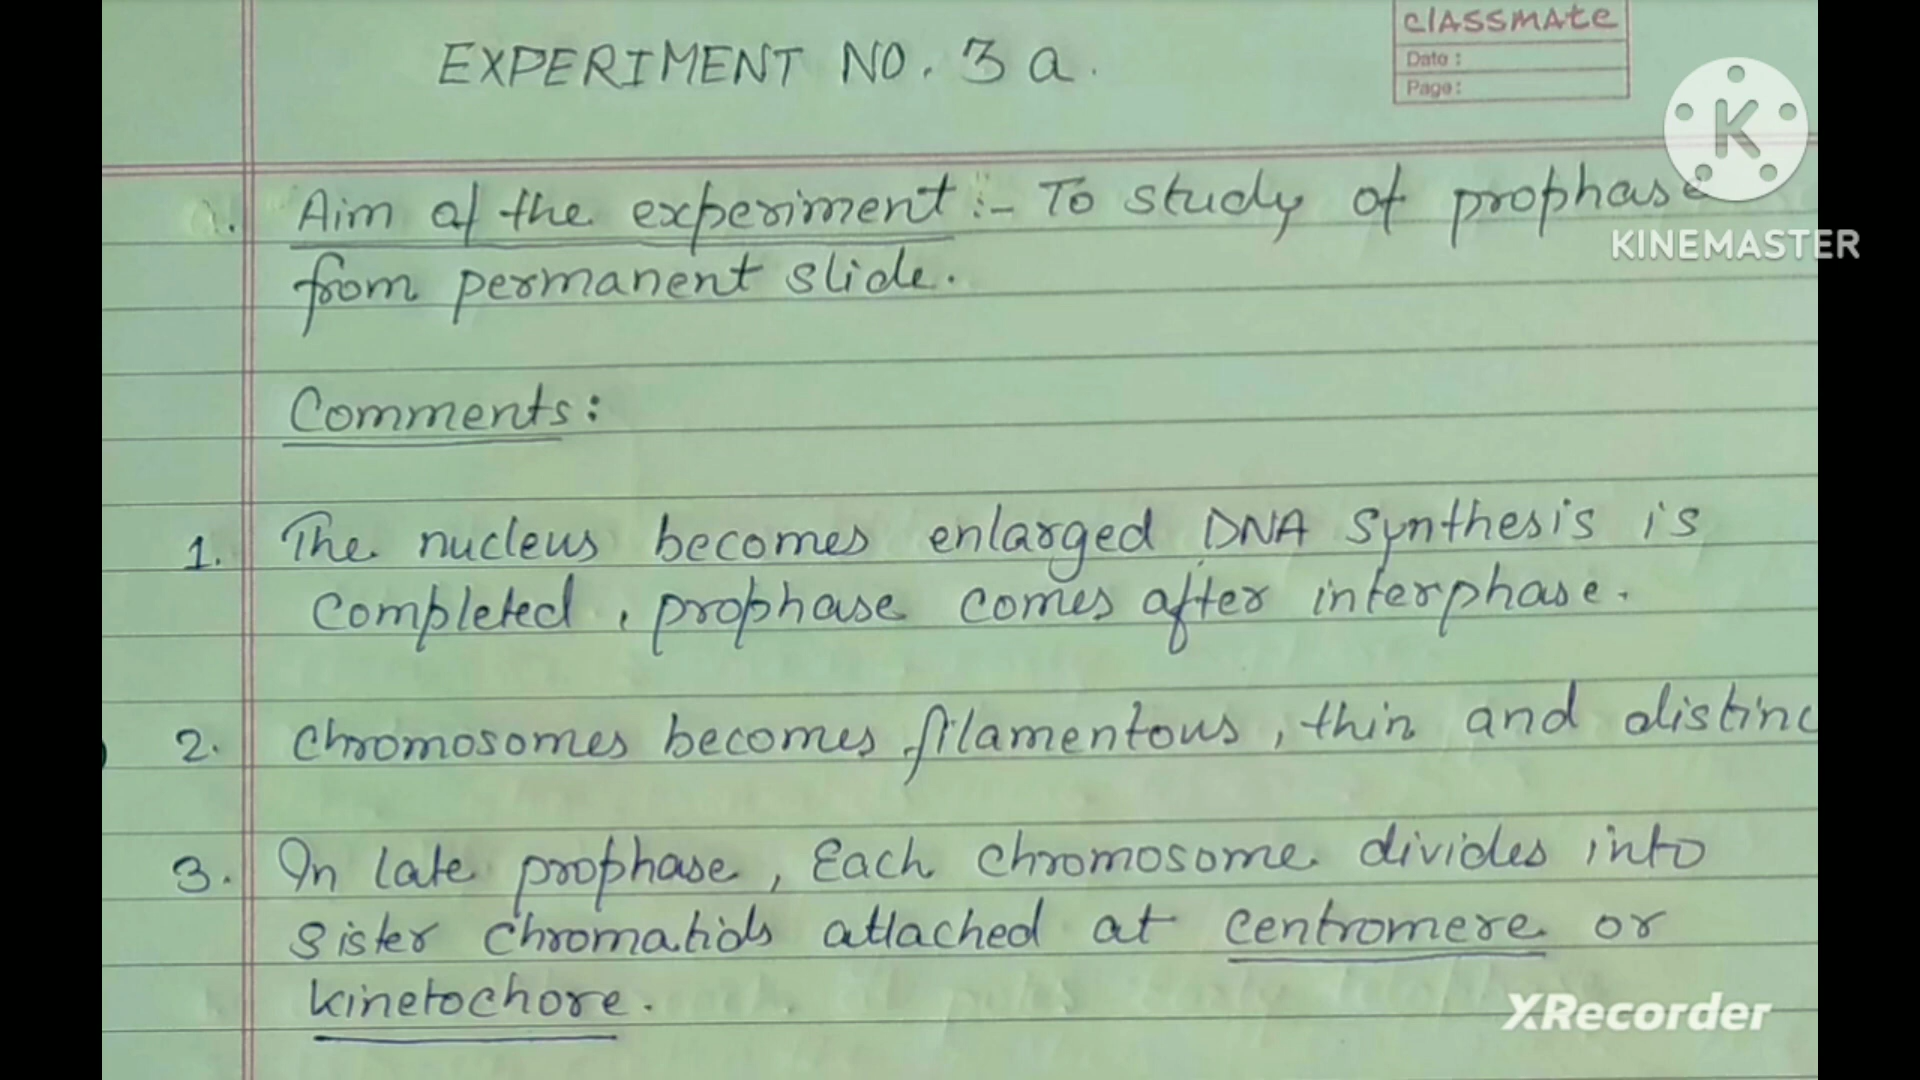 EXPERIMENT NO. 3 a.
CLASSMATE
Date :
Page :
K
KINEMASTER
Aim of the experiment :- To study of prophase
from permanent slide.
Comments :
1. The nucleus becomes enlarged DNA synthesis is
completed, prophase comes after interphase.
2. Chromosomes becomes filamentous, thin and distinc
3. In late prophase, Each chromosome divides into
sister chromatids attached at centromere or
kinetochore.
XRecorder